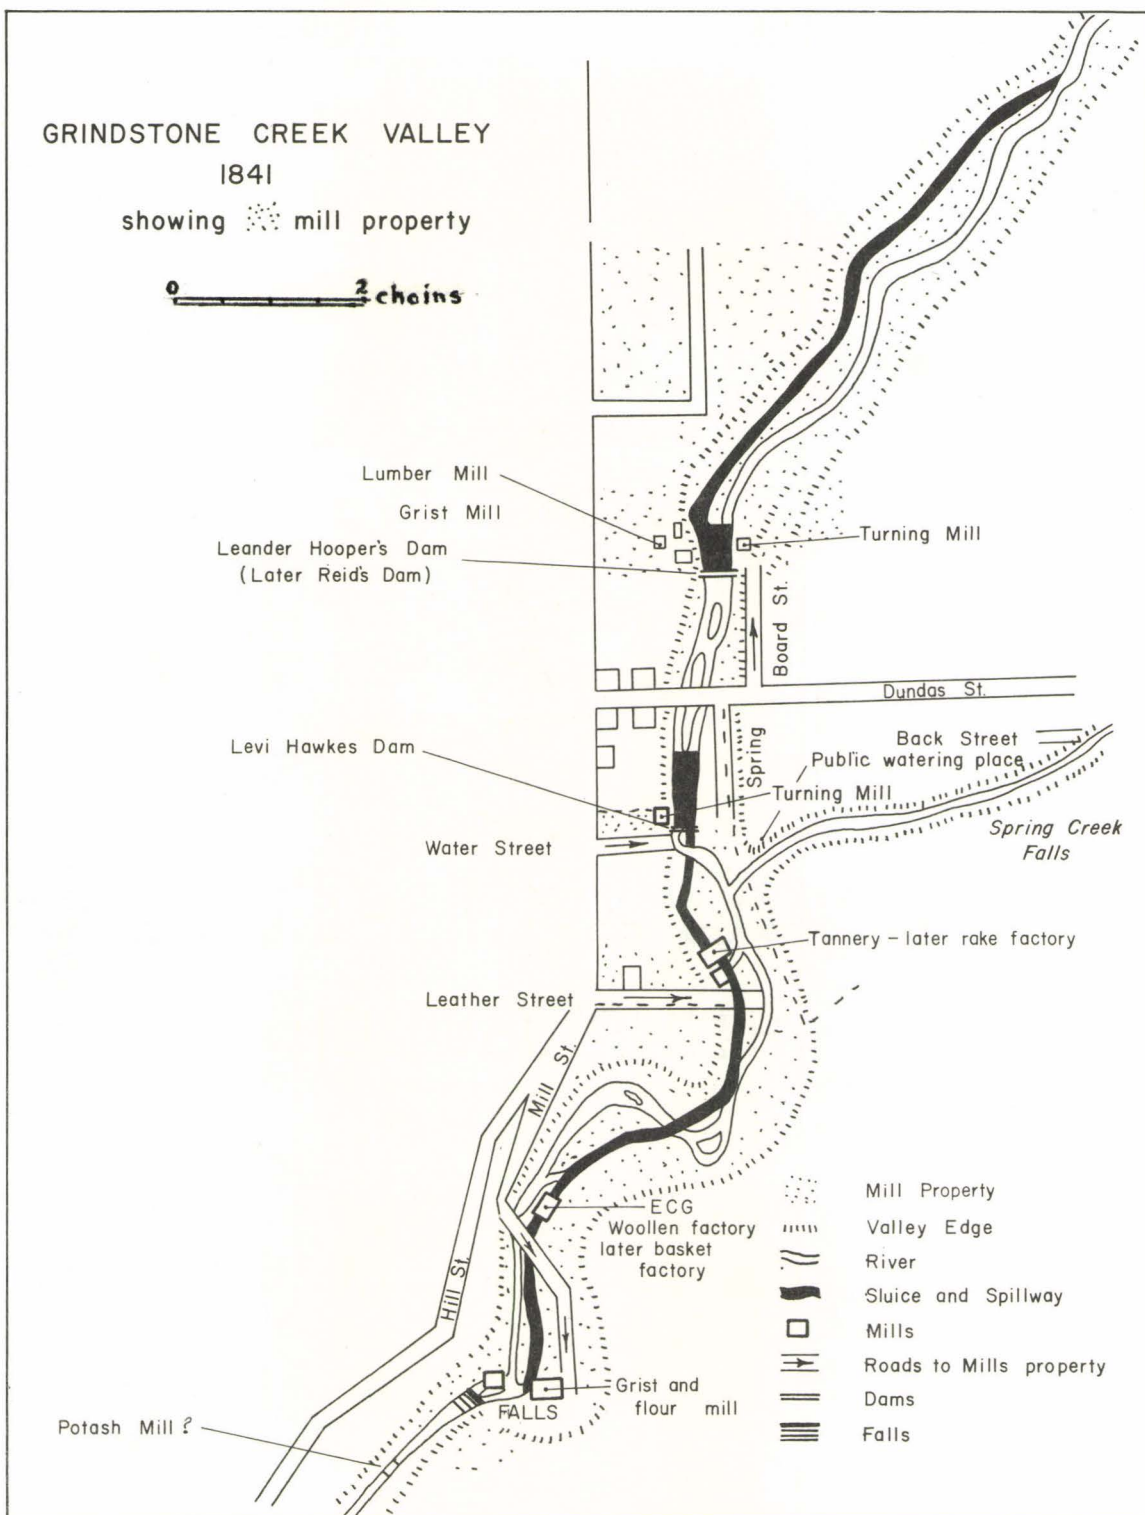 GRINDSTONE CREEK VALLEY
1841
showing mill property
0 2 chains
Lumber Mill
Grist Mill
Leander Hooper's Dam
(Later Reid's Dam)
Turning Mill
Board St.
Dundas St.
Levi Hawkes Dam
Spring
Back Street
Public watering place
Turning Mill
Water Street
Spring Creek
Falls
Tannery – later rake factory
Leather Street
Mill St.
Hill St.
ECG
Woollen factory
later basket
factory
Grist and
flour mill
FALLS
Potash Mill ?
Mill Property
Valley Edge
River
Sluice and Spillway
Mills
Roads to Mills property
Dams
Falls